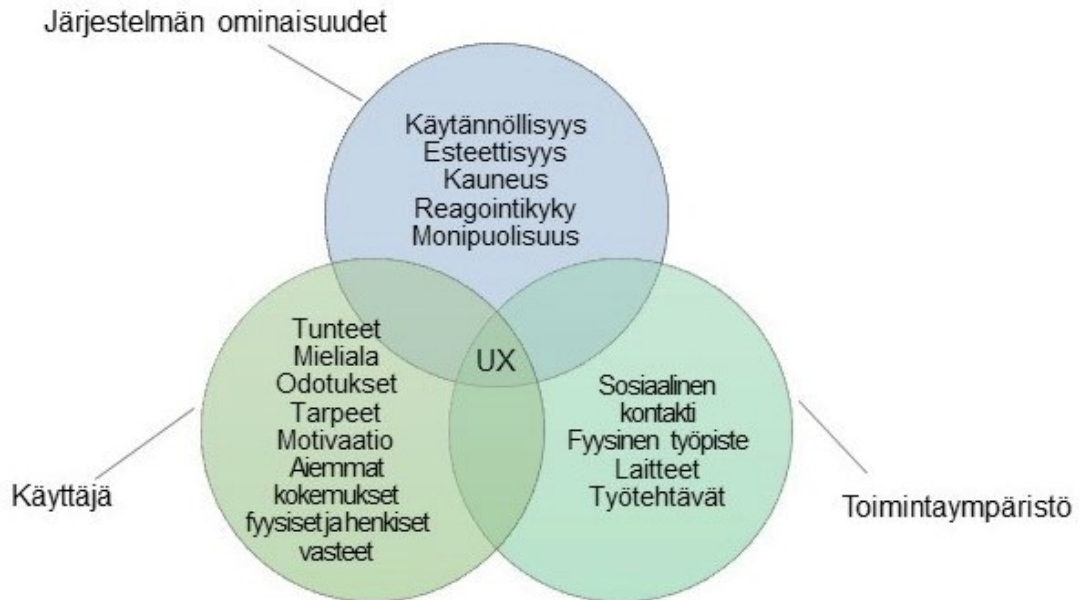 Järjestelmän ominaisuudet
Käytännöllisyys
Esteettisyys
Kauneus
Reagointikyky
Monipuolisuus
Tunteet
Mieliala
Odotukset
Tarpeet
Motivaatio
Aiemmat
kokemukset
fyysiset ja henkiset
vasteet
UX
Sosiaalinen
kontakti
Fyysinen työpiste
Laitteet
Työtehtävät
Käyttäjä
Toimintaympäristö